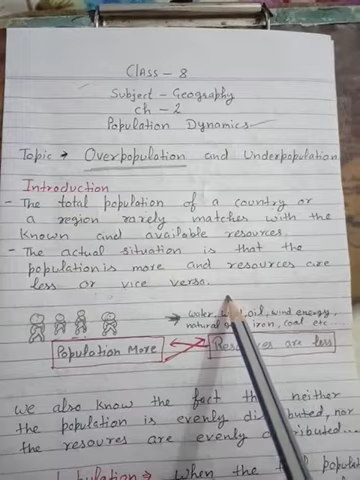 Class - 8
Subject - Geography
Ch - 2
Population Dynamics
Topic → Overpopulation and Underpopulation
Introduction
- The total population of a country or
a region rarely matches with the
known and available resources.
- The actual situation is that the
population is more and resources are
less or vice versa.
→ water, oil, wind energy,
natural iron, coal etc...
Population More
Resources are less
We also know the fact neither
the population is evenly distributed, nor
the resoures are evenly distributed...
When the population